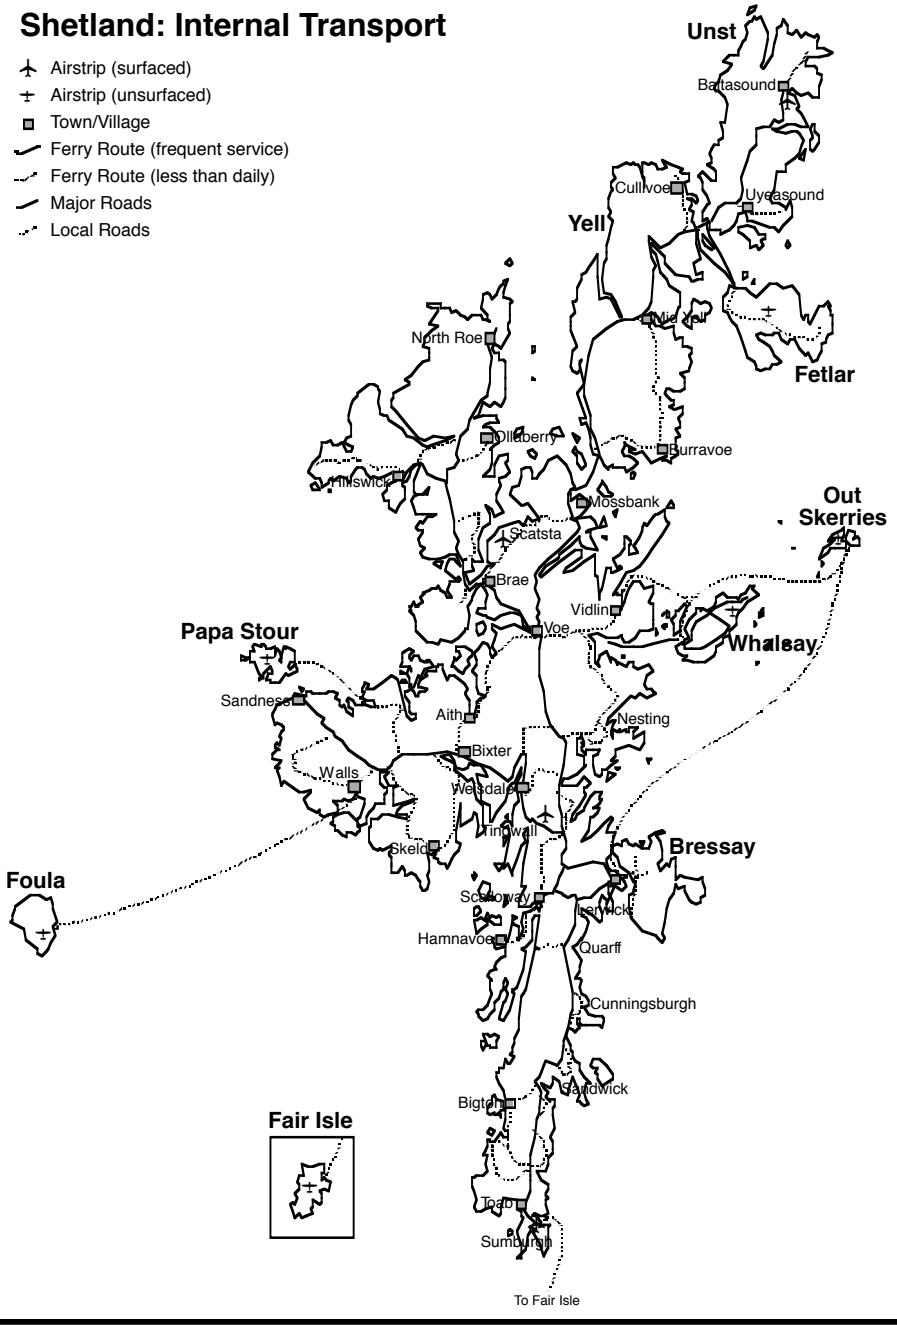 Shetland: Internal Transport
Airstrip (surfaced)
Airstrip (unsurfaced)
Town/Village
Ferry Route (frequent service)
Ferry Route (less than daily)
Major Roads
Local Roads
Unst
Baltasound
Cullivoe
Uyeasound
Yell
Mid Yell
North Roe
Fetlar
Ollaberry
Burravoe
Hillswick
Mossbank
Out
Skerries
Scatsta
Brae
Vidlin
Voe
Papa Stour
Whalsay
Sandness
Aith
Nesting
Bixter
Walls
Weisdale
Tingwall
Skeld
Bressay
Foula
Scalloway
Lerwick
Hamnavoe
Quarff
Cunningsburgh
Sandwick
Bigton
Fair Isle
Toab
Sumburgh
To Fair Isle